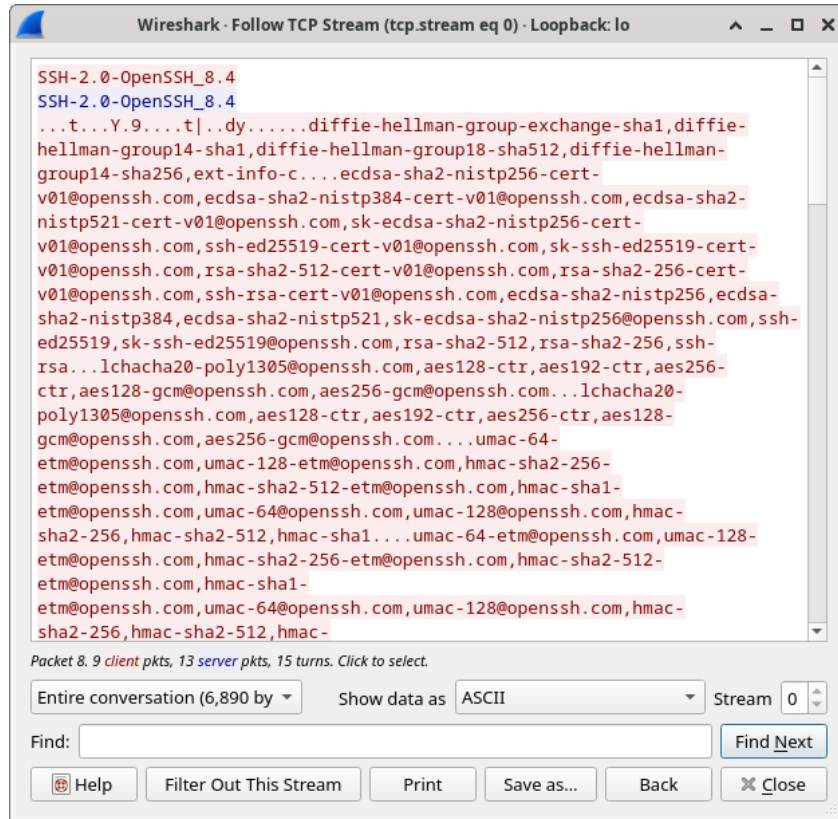 Wireshark · Follow TCP Stream (tcp.stream eq 0) · Loopback: lo
SSH-2.0-OpenSSH_8.4
SSH-2.0-OpenSSH_8.4
...t...Y.9....t|..dy......diffie-hellman-group-exchange-sha1,diffie-
hellman-group14-sha1,diffie-hellman-group18-sha512,diffie-hellman-
group14-sha256,ext-info-c....ecdsa-sha2-nistp256-cert-
v01@openssh.com,ecdsa-sha2-nistp384-cert-v01@openssh.com,ecdsa-sha2-
nistp521-cert-v01@openssh.com,sk-ecdsa-sha2-nistp256-cert-
v01@openssh.com,ssh-ed25519-cert-v01@openssh.com,sk-ssh-ed25519-cert-
v01@openssh.com,rsa-sha2-512-cert-v01@openssh.com,rsa-sha2-256-cert-
v01@openssh.com,ssh-rsa-cert-v01@openssh.com,ecdsa-sha2-nistp256,ecdsa-
sha2-nistp384,ecdsa-sha2-nistp521,sk-ecdsa-sha2-nistp256@openssh.com,ssh-
ed25519,sk-ssh-ed25519@openssh.com,rsa-sha2-512,rsa-sha2-256,ssh-
rsa...lchacha20-poly1305@openssh.com,aes128-ctr,aes192-ctr,aes256-
ctr,aes128-gcm@openssh.com,aes256-gcm@openssh.com...lchacha20-
poly1305@openssh.com,aes128-ctr,aes192-ctr,aes256-ctr,aes128-
gcm@openssh.com,aes256-gcm@openssh.com....umac-64-
etm@openssh.com,umac-128-etm@openssh.com,hmac-sha2-256-
etm@openssh.com,hmac-sha2-512-etm@openssh.com,hmac-sha1-
etm@openssh.com,umac-64@openssh.com,umac-128@openssh.com,hmac-
sha2-256,hmac-sha2-512,hmac-sha1....umac-64-etm@openssh.com,umac-128-
etm@openssh.com,hmac-sha2-256-etm@openssh.com,hmac-sha2-512-
etm@openssh.com,hmac-sha1-
etm@openssh.com,umac-64@openssh.com,umac-128@openssh.com,hmac-
sha2-256,hmac-sha2-512,hmac-
Packet 8. 9 client pkts, 13 server pkts, 15 turns. Click to select.
Entire conversation (6,890 by
Show data as ASCII
Stream 0
Find:
Find Next
Help
Filter Out This Stream
Print
Save as...
Back
Close